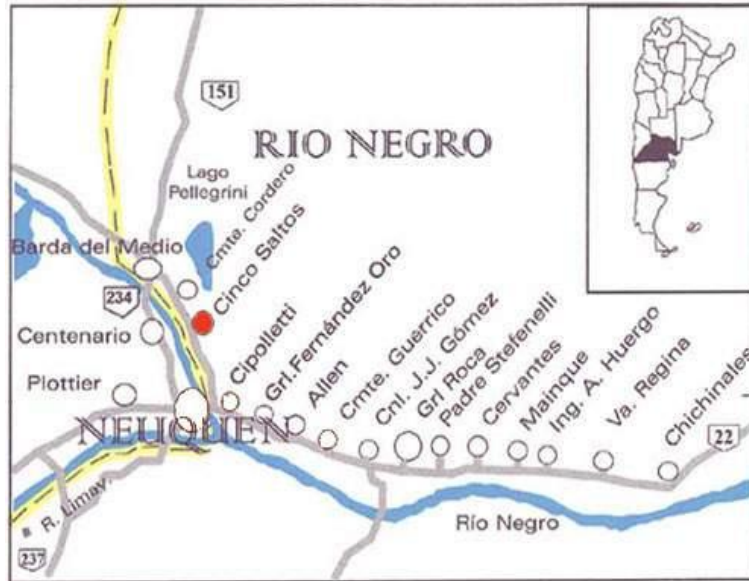 151
RIO NEGRO
Lago
Pellegrini
Cmte. Cordero
Barda del Medio
Cinco Saltos
234
Centenario
Plottier
Cipolletti
Grl.Fernández Oro
Allen
Cmte. Guerrico
Cnl. J.J. Gómez
Grl Roca
Padre Stefenelli
Cervantes
Mainque
Ing. A. Huergo
Va. Regina
Chichinales
22
NEUQUEN
R. Limay.
Río Negro
237